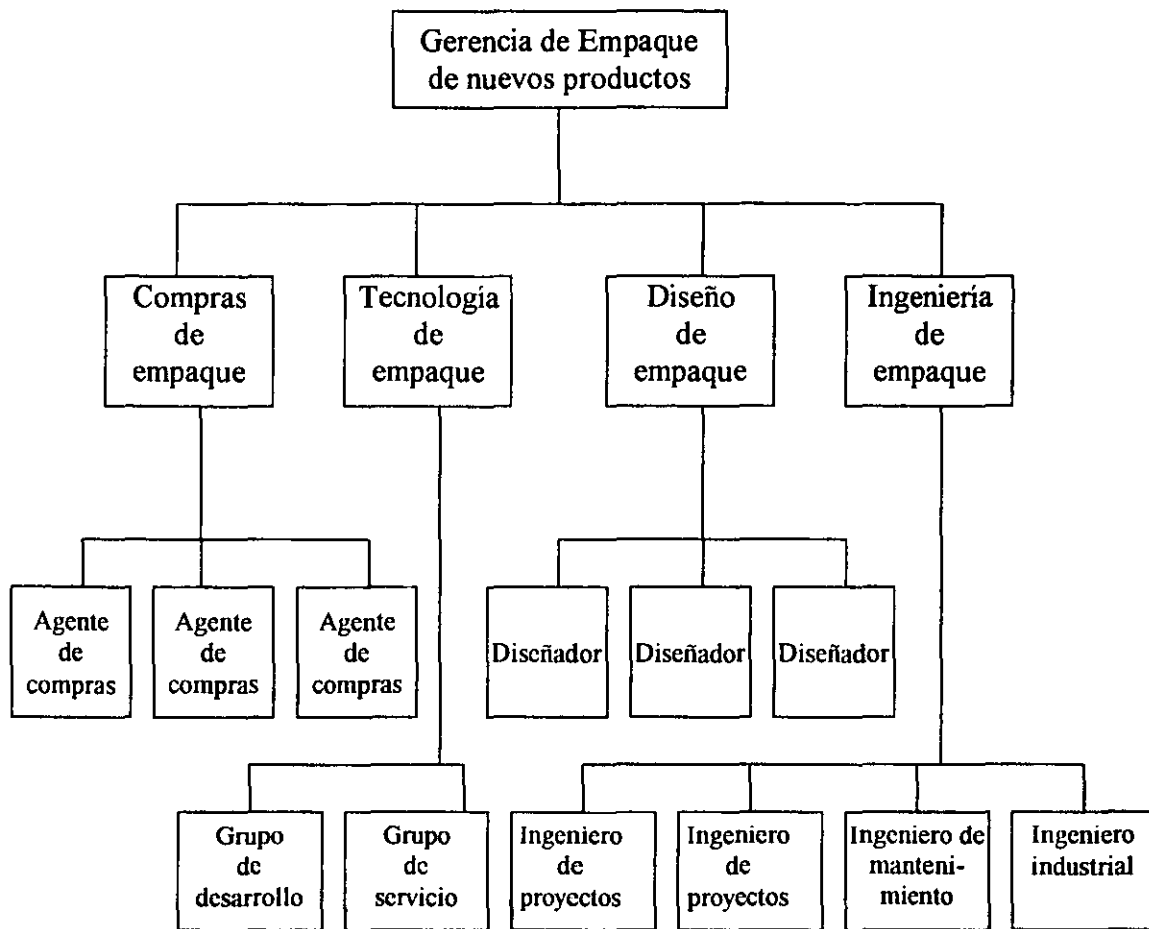 Gerencia de Empaque
de nuevos productos
Compras
de
empaque
Tecnología
de
empaque
Diseño
de
empaque
Ingeniería
de
empaque
Agente
de
compras
Agente
de
compras
Agente
de
compras
Diseñador
Diseñador
Diseñador
Grupo
de
desarrollo
Grupo
de
servicio
Ingeniero
de
proyectos
Ingeniero
de
proyectos
Ingeniero de
manteni-
miento
Ingeniero
industrial